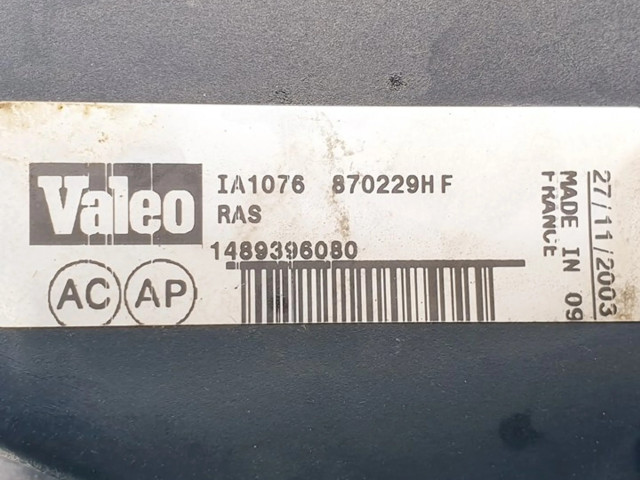 Valeo
IA1076 870229HF
RAS
1489396080
AC AP
27/11/2003
MADE IN 09
FRANCE